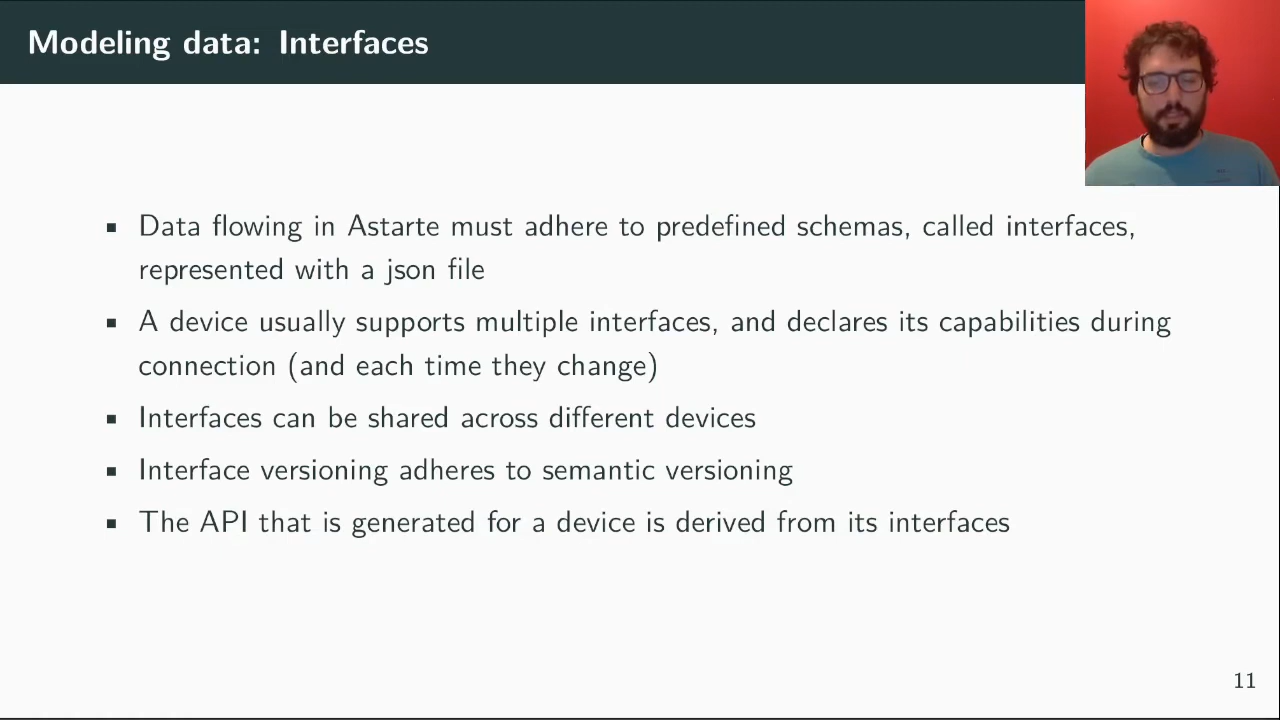 Modeling data: Interfaces
▪ Data flowing in Astarte must adhere to predefined schemas, called interfaces,
represented with a json file
▪ A device usually supports multiple interfaces, and declares its capabilities during
connection (and each time they change)
▪ Interfaces can be shared across different devices
▪ Interface versioning adheres to semantic versioning
▪ The API that is generated for a device is derived from its interfaces
11